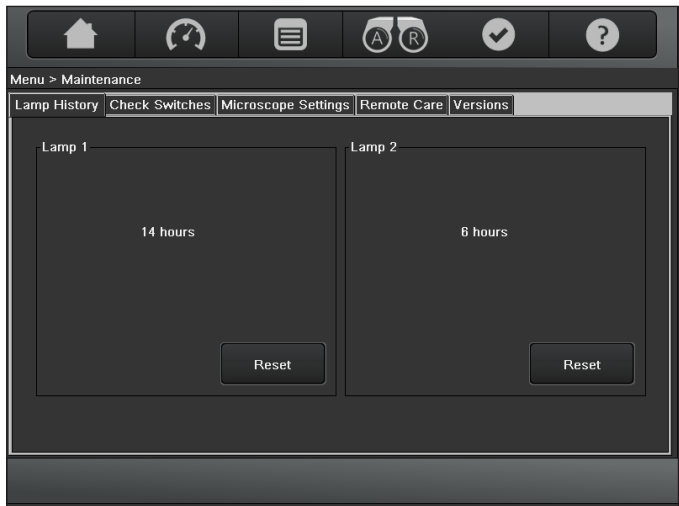 A R ?
Menu > Maintenance
Lamp History Check Switches Microscope Settings Remote Care Versions
Lamp 1 Lamp 2
14 hours 6 hours
Reset Reset